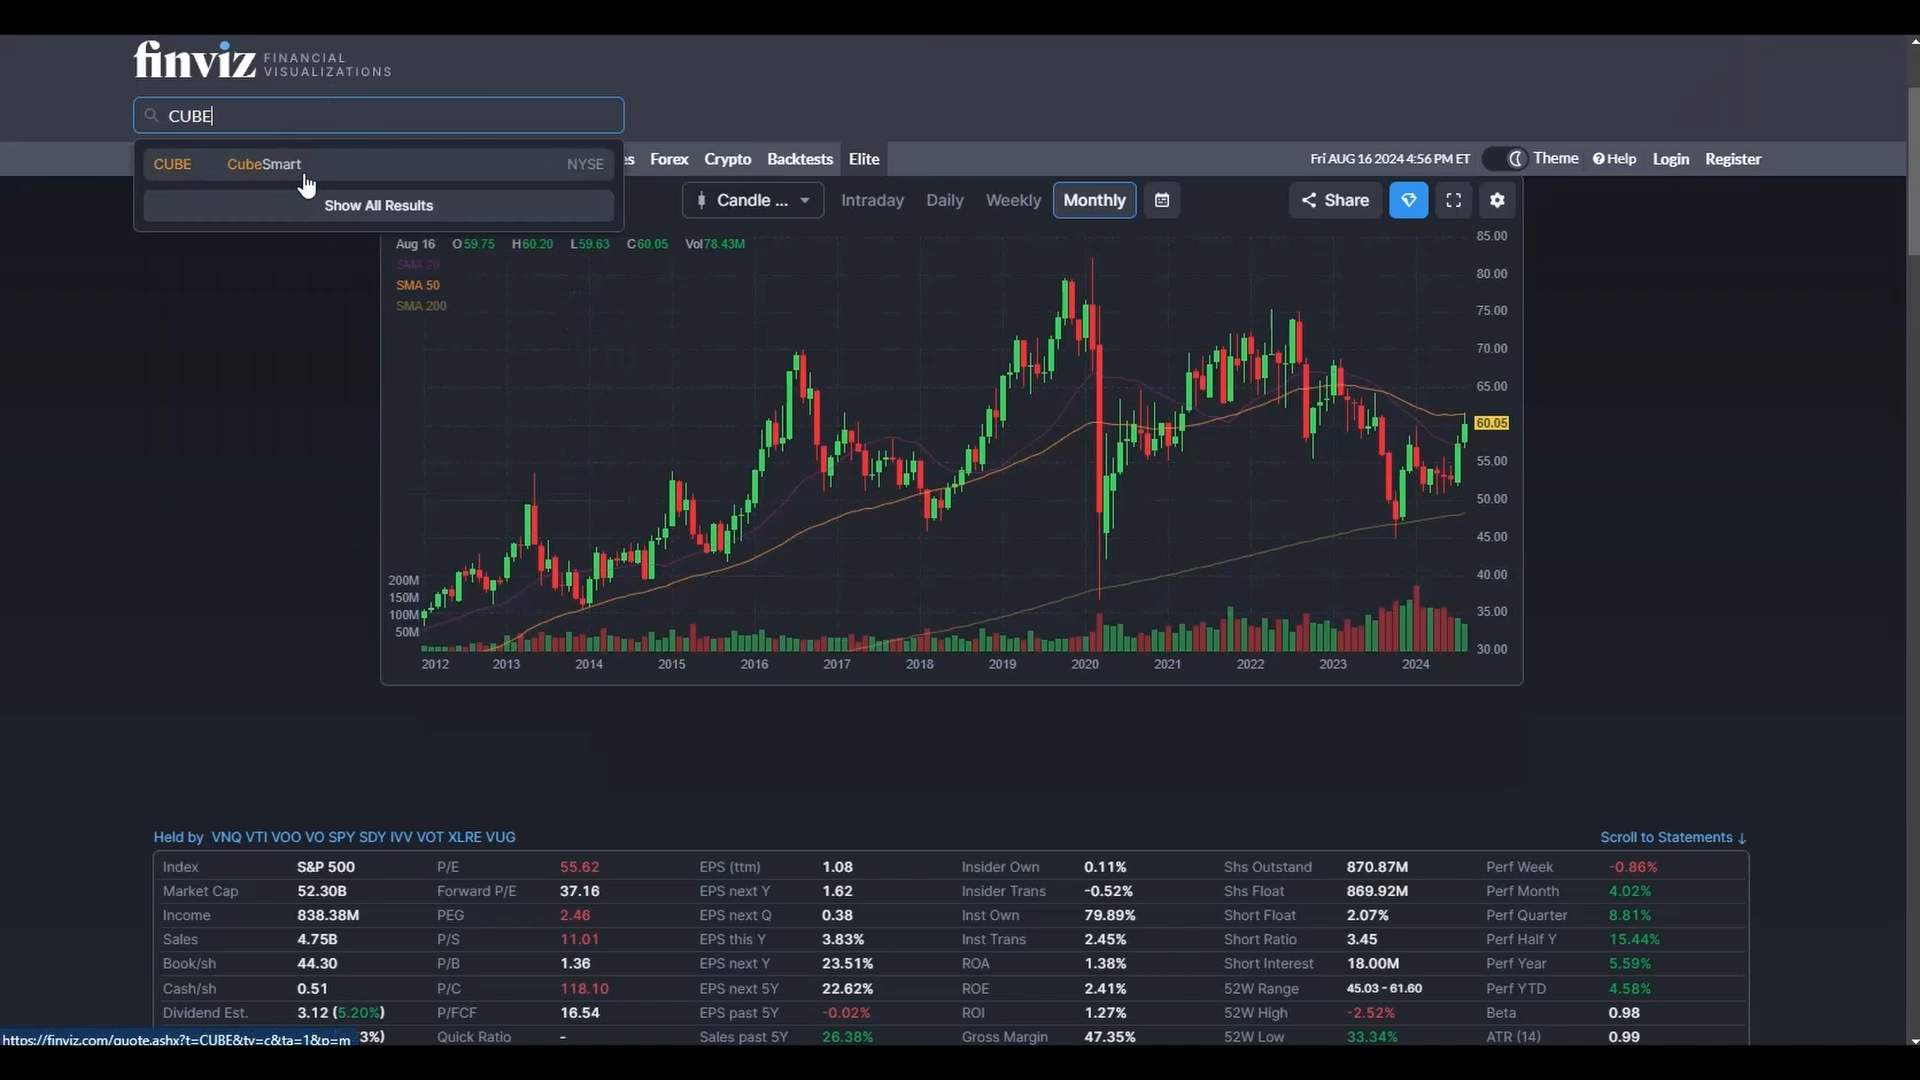 finviz FINANCIAL VISUALIZATIONS
CUBE
CUBE CubeSmart NYSE
Show All Results
es Forex Crypto Backtests Elite
Fri AUG 16 2024 4:56 PM ET Theme Help Login Register
Candle ... Intraday Daily Weekly Monthly Share
Aug 16 O59.75 H60.20 L59.63 C60.05 Vol78.43M
SMA 20
SMA 50
SMA 200
85.00
80.00
75.00
70.00
65.00
60.05
55.00
50.00
45.00
40.00
35.00
30.00
200M
150M
100M
50M
2012 2013 2014 2015 2016 2017 2018 2019 2020 2021 2022 2023 2024
Held by VNQ VTI VOO VO SPY SDY IVV VOT XLRE VUG Scroll to Statements ↓
Index S&P 500 P/E 55.62 EPS (ttm) 1.08 Insider Own 0.11% Shs Outstand 870.87M Perf Week -0.86%
Market Cap 52.30B Forward P/E 37.16 EPS next Y 1.62 Insider Trans -0.52% Shs Float 869.92M Perf Month 4.02%
Income 838.38M PEG 2.46 EPS next Q 0.38 Inst Own 79.89% Short Float 2.07% Perf Quarter 8.81%
Sales 4.75B P/S 11.01 EPS this Y 3.83% Inst Trans 2.45% Short Ratio 3.45 Perf Half Y 15.44%
Book/sh 44.30 P/B 1.36 EPS next Y 23.51% ROA 1.38% Short Interest 18.00M Perf Year 5.59%
Cash/sh 0.51 P/C 118.10 EPS next 5Y 22.62% ROE 2.41% 52W Range 45.03 - 61.60 Perf YTD 4.58%
Dividend Est. 3.12 (5.20%) P/FCF 16.54 EPS past 5Y -0.02% ROI 1.27% 52W High -2.52% Beta 0.98
3%) Quick Ratio - Sales past 5Y 26.38% Gross Margin 47.35% 52W Low 33.34% ATR (14) 0.99
https://finviz.com/quote.ashx?t=CUBE&ty=c&ta=1&p=m